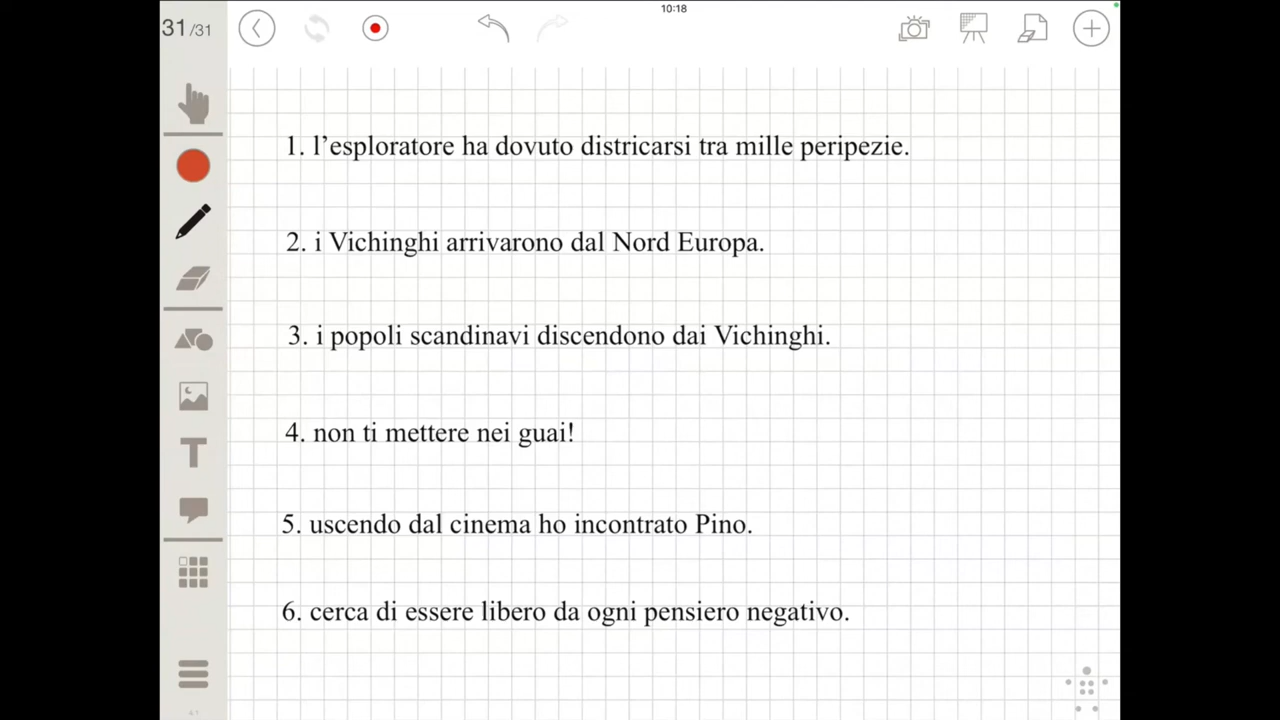 10:18
31/31
1. l’esploratore ha dovuto districarsi tra mille peripezie.
2. i Vichinghi arrivarono dal Nord Europa.
3. i popoli scandinavi discendono dai Vichinghi.
4. non ti mettere nei guai!
T
5. uscendo dal cinema ho incontrato Pino.
6. cerca di essere libero da ogni pensiero negativo.